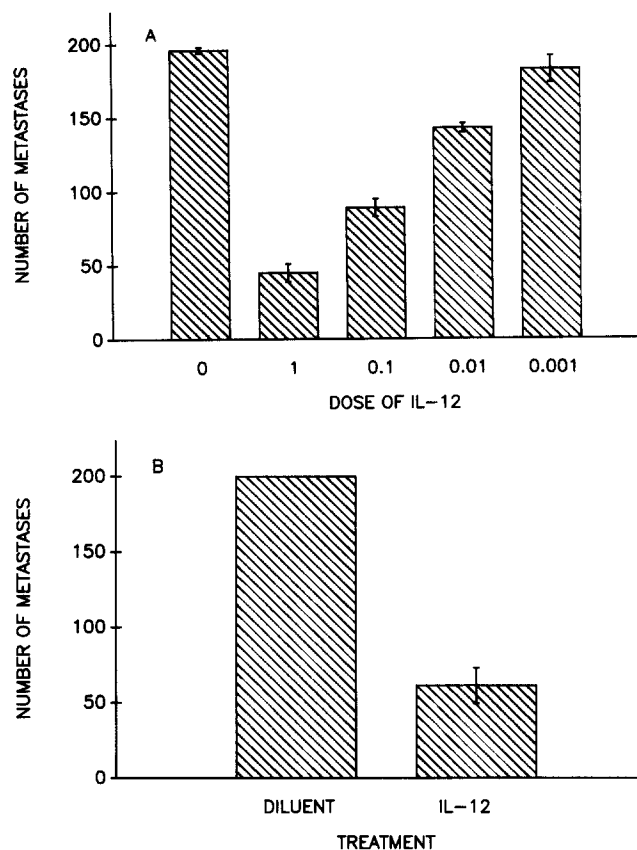 A
NUMBER OF METASTASES
200
150
100
50
0
0 1 0.1 0.01 0.001
DOSE OF IL-12
B
NUMBER OF METASTASES
200
150
100
50
0
DILUENT IL-12
TREATMENT